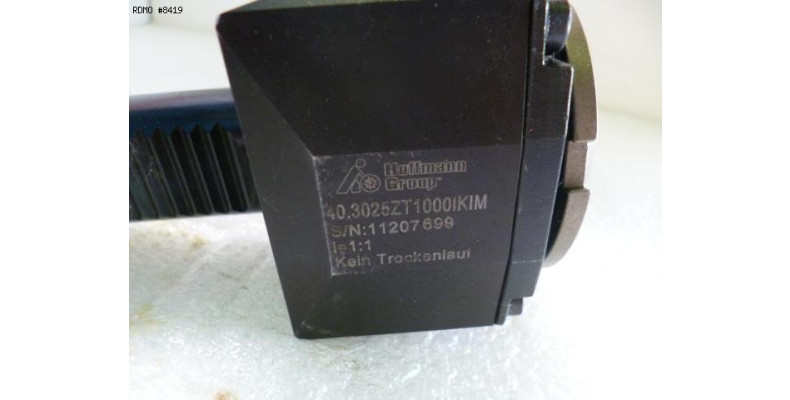 RDMO #8419
Hoffmann
Group
40.3025ZT1000IKIM
S/N:11207699
I=1:1
Kein Trockenlauf